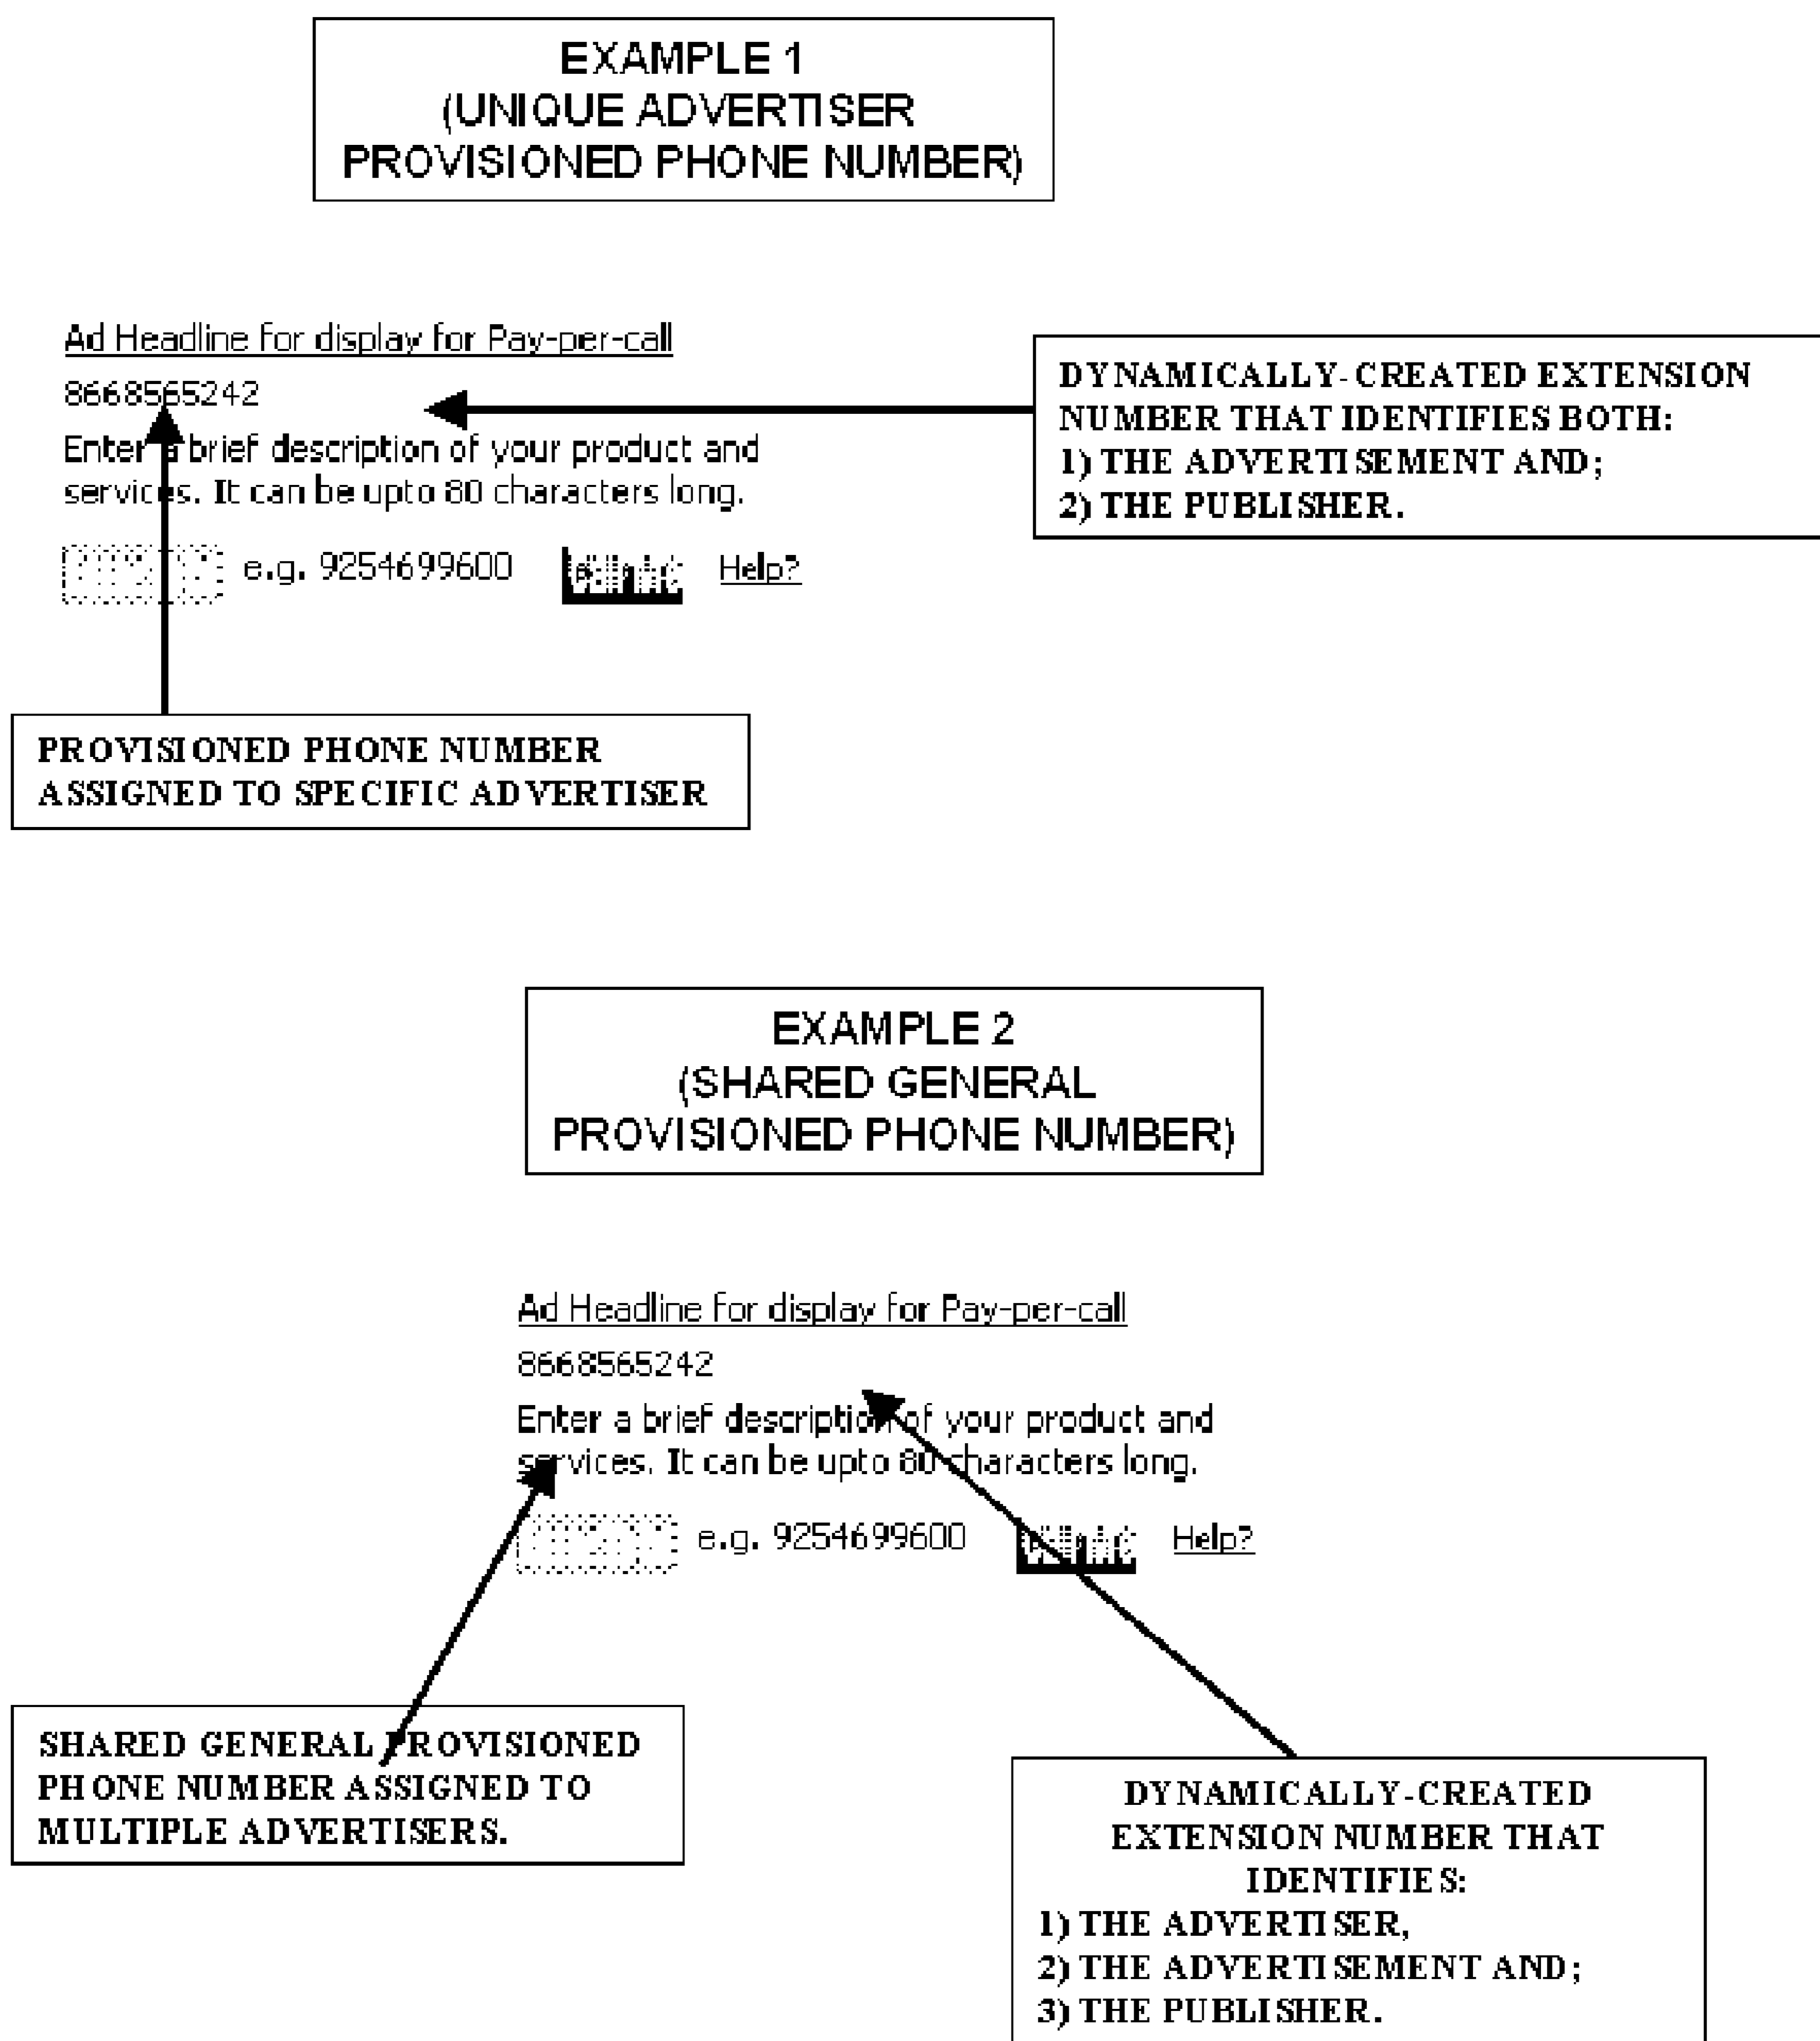 EXAMPLE 1
(UNIQUE ADVERTISER
PROVISIONED PHONE NUMBER)
Ad Headline for display for Pay-per-call
8668565242
Enter a brief description of your product and
services. It can be upto 80 characters long.
e.g. 9254699600 Help?
DYNAMICALLY-CREATED EXTENSION
NUMBER THAT IDENTIFIES BOTH:
1) THE ADVERTISEMENT AND;
2) THE PUBLISHER.
PROVISIONED PHONE NUMBER
ASSIGNED TO SPECIFIC ADVERTISER
EXAMPLE 2
(SHARED GENERAL
PROVISIONED PHONE NUMBER)
Ad Headline for display for Pay-per-call
8668565242
Enter a brief description of your product and
services. It can be upto 80 characters long.
e.g. 9254699600 Help?
SHARED GENERAL PROVISIONED
PHONE NUMBER ASSIGNED TO
MULTIPLE ADVERTISERS.
DYNAMICALLY-CREATED
EXTENSION NUMBER THAT
IDENTIFIES:
1) THE ADVERTISER,
2) THE ADVERTISEMENT AND;
3) THE PUBLISHER.